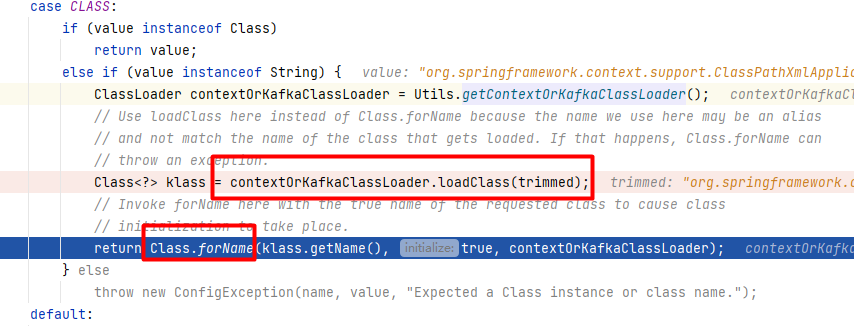 case CLASS:
if (value instanceof Class)
return value;
else if (value instanceof String) { value: "org.springframework.context.support.ClassPathXmlApplic
ClassLoader contextOrKafkaClassLoader = Utils.getContextOrKafkaClassLoader(); contextOrKafkaCl
// Use loadClass here instead of Class.forName because the name we use here may be an alias
// and not match the name of the class that gets loaded. If that happens, Class.forName can
// throw an exception.
Class<?> klass = contextOrKafkaClassLoader.loadClass(trimmed); trimmed: "org.springframework.c
// Invoke forName here with the true name of the requested class to cause class
// initialization to take place.
return Class.forName(klass.getName(), initialize: true, contextOrKafkaClassLoader); contextOrKafka
} else
throw new ConfigException(name, value, "Expected a Class instance or class name.");
default: